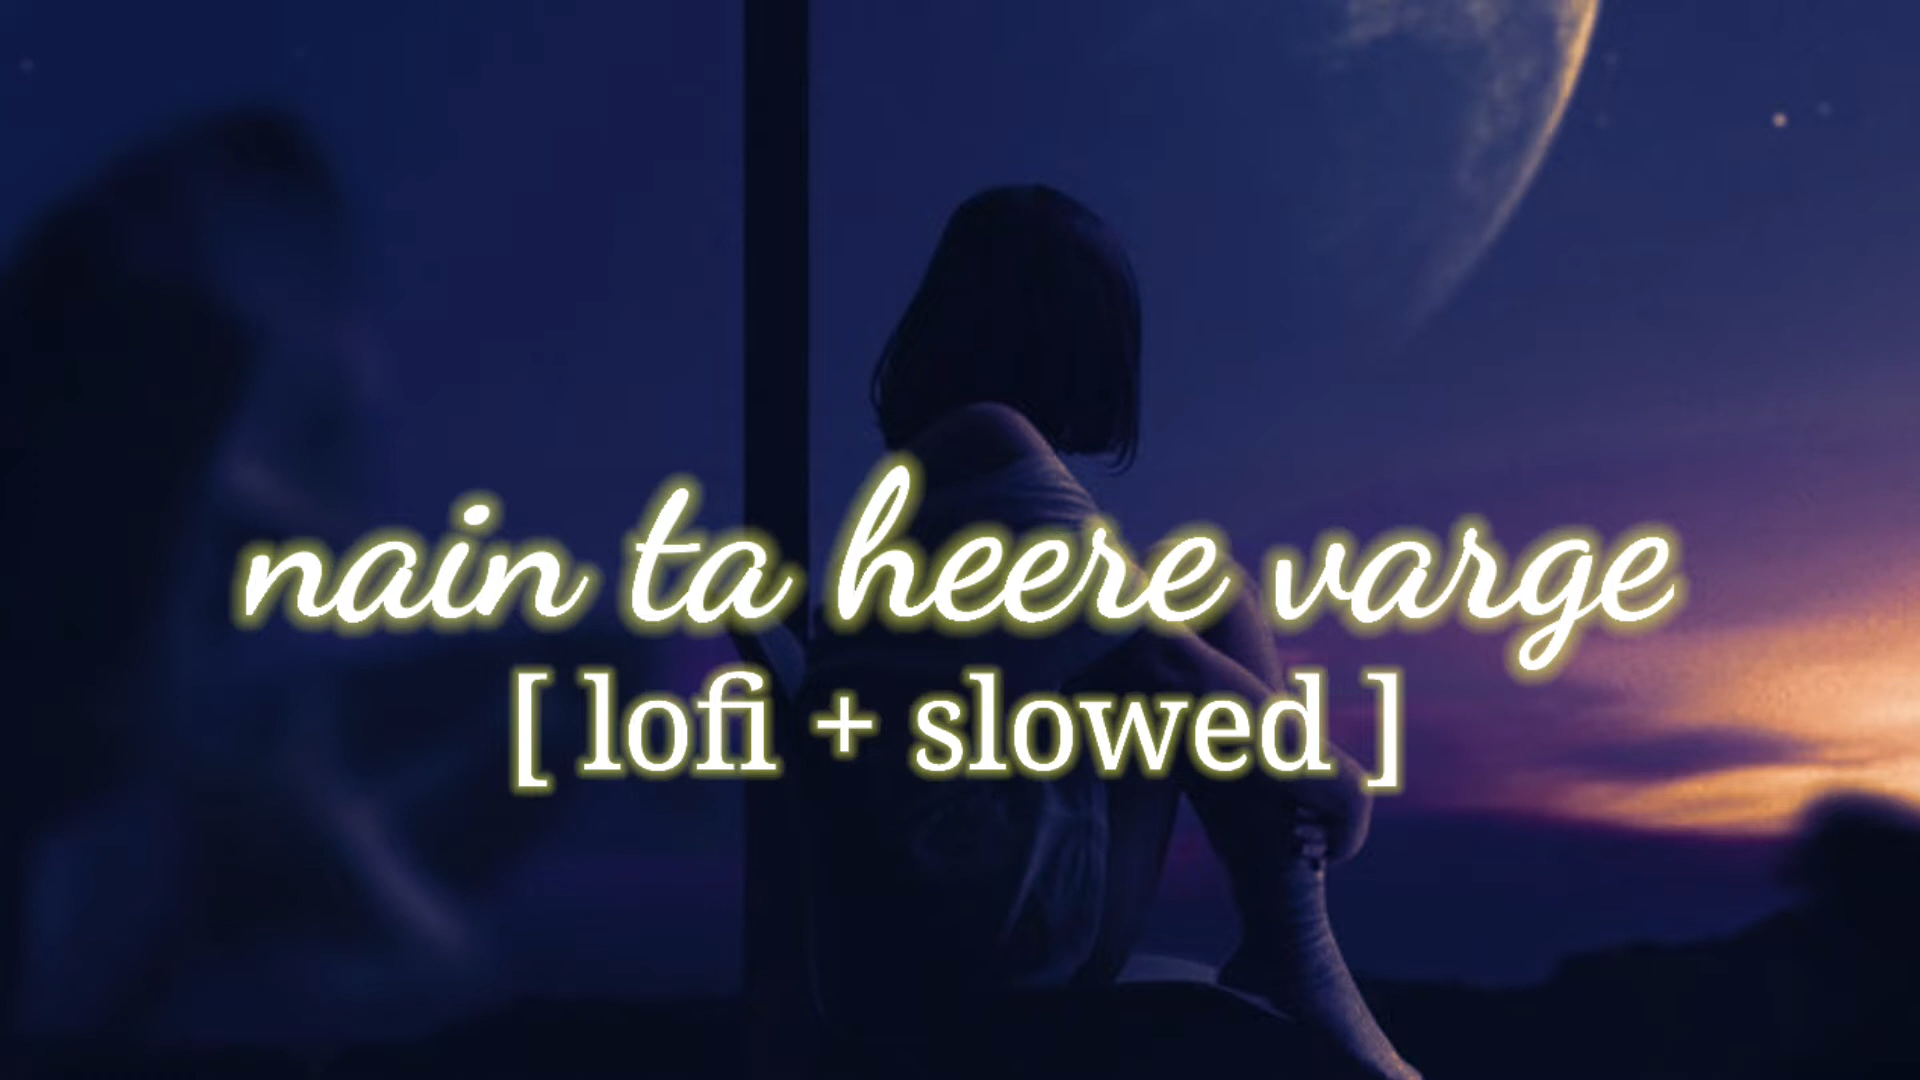 nain ta heere varge
[ lofi + slowed ]